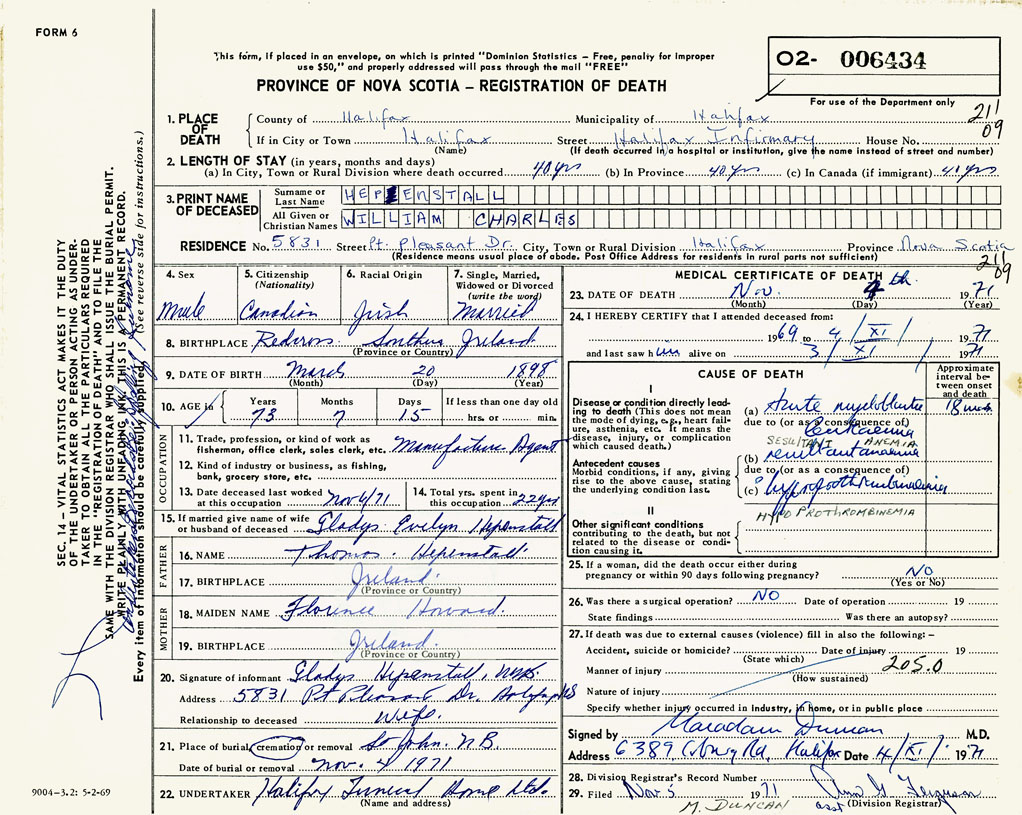 FORM 6
This form, if placed in an envelope, on which is printed "Dominion Statistics – Free, penalty for improper
use $50," and properly addressed will pass through the mail "FREE"
02- 006434
PROVINCE OF NOVA SCOTIA – REGISTRATION OF DEATH
For use of the Department only
211
09
1. PLACE OF DEATH
County of Halifax Municipality of Halifax
If in City or Town Halifax Street Halifax Infirmary House No.
(Name) (If death occurred in a hospital or institution, give the name instead of street and number)
2. LENGTH OF STAY (in years, months and days)
(a) In City, Town or Rural Division where death occurred 40 yrs (b) In Province 40 yrs (c) In Canada (if immigrant) 41 yrs
3. PRINT NAME OF DECEASED
Surname or Last Name HEPENSTALL
All Given or Christian Names WILLIAM CHARLES
RESIDENCE No. 5831 Street Pt. Pleasant Dr. City, Town or Rural Division Halifax Province Nova Scotia
(Residence means usual place of abode. Post Office Address for residents in rural parts not sufficient)
211
09
4. Sex
Male
5. Citizenship
(Nationality)
Canadian
6. Racial Origin
Irish
7. Single, Married,
Widowed or Divorced
(write the word)
Married
8. BIRTHPLACE Redcross Ireland
(Province or Country)
9. DATE OF BIRTH March 20 1898
(Month) (Day) (Year)
10. AGE in
Years Months Days If less than one day old
73 7 15 hrs. or min.
OCCUPATION
11. Trade, profession, or kind of work as
fisherman, office clerk, sales clerk, etc. Manufacturers Agent
12. Kind of industry or business, as fishing,
bank, grocery store, etc.
13. Date deceased last worked
at this occupation Nov 4/71
14. Total yrs. spent in
this occupation 22 yrs
15. If married give name of wife
or husband of deceased Gladys Evelyn Hepenstall
FATHER
16. NAME Thomas Hepenstall
17. BIRTHPLACE Ireland
(Province or Country)
MOTHER
18. MAIDEN NAME Florence Howard
19. BIRTHPLACE Ireland
(Province or Country)
20. Signature of informant Gladys Hepenstall, Mrs.
Address 5831 Pt Pleasant Dr. Halifax NS
Relationship to deceased Wife
21. Place of burial, cremation or removal St John. N.B.
Date of burial or removal Nov. 4 1971
22. UNDERTAKER Halifax Funeral Home Ltd.
(Name and address)
MEDICAL CERTIFICATE OF DEATH
23. DATE OF DEATH Nov 4th 1971
(Month) (Day) (Year)
24. I HEREBY CERTIFY that I attended deceased from:
1969 to 4/XI 1971
and last saw him alive on 3/XI 1971
CAUSE OF DEATH
Approximate
interval be-
tween onset
and death
I
Disease or condition directly lead-
ing to death (This does not mean
the mode of dying, e.g., heart fail-
ure, asthenia, etc. It means the
disease, injury, or complication
which caused death.)
(a) Acute myeloblastic 18 mos
due to (or as a consequence of)
leukaemia
SESULTANT ANEMIA
(b) resultant anaemia
Antecedent causes
Morbid conditions, if any, giving
rise to the above cause, stating
the underlying condition last.
due to (or as a consequence of)
(c) hypoprothrombinemia
HYPO PROTHROMBINEMIA
II
Other significant conditions
contributing to the death, but not
related to the disease or condi-
tion causing it.
25. If a woman, did the death occur either during
pregnancy or within 90 days following pregnancy? NO
(Yes or No)
26. Was there a surgical operation? NO Date of operation 19
State findings Was there an autopsy?
27. If death was due to external causes (violence) fill in also the following:–
Accident, suicide or homicide? Date of injury 19
(State which)
Manner of injury 205.0
(How sustained)
Nature of injury
Specify whether injury occurred in industry, in home, or in public place
Signed by Macadam Duncan M.D.
Address 6389 Coburg Rd, Halifax Date 4/XI/ 1971
28. Division Registrar's Record Number
29. Filed Nov 5 1971 Ann G. Ferguson
M. DUNCAN asst (Division Registrar)
SEC. 14 – VITAL STATISTICS ACT MAKES IT THE DUTY
OF THE UNDERTAKER OR PERSON ACTING AS UNDER-
TAKER TO OBTAIN ALL THE PARTICULARS REQUIRED
IN THE "REGISTRATION OF DEATH" AND TO FILE THE
SAME WITH THE DIVISION REGISTRAR WHO SHALL ISSUE THE BURIAL PERMIT.
WRITE PLAINLY WITH UNFADING INK. THIS IS A PERMANENT RECORD.
Every item of information should be carefully supplied. (See reverse side for instructions.)
9004-3.2: 5-2-69